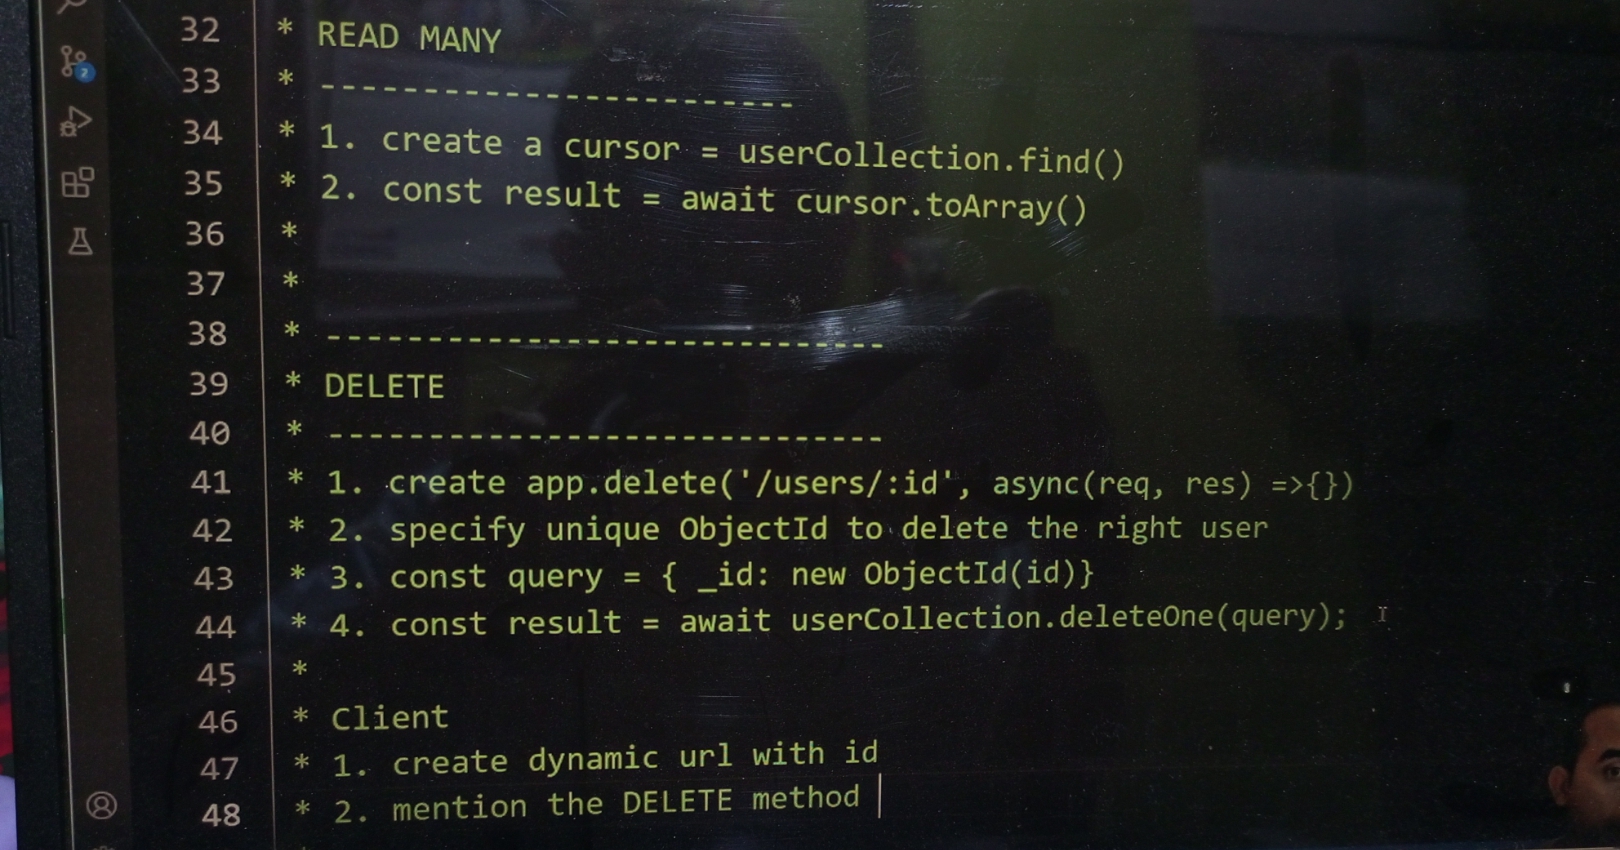 32 * READ MANY
33 * ------------------------
34 * 1. create a cursor = userCollection.find()
35 * 2. const result = await cursor.toArray()
36 *
37 *
38 * ----------------------------
39 * DELETE
40 * ----------------------------
41 * 1. create app.delete('/users/:id', async(req, res) =>{})
42 * 2. specify unique ObjectId to delete the right user
43 * 3. const query = { _id: new ObjectId(id)}
44 * 4. const result = await userCollection.deleteOne(query);
45 *
46 * Client
47 * 1. create dynamic url with id
48 * 2. mention the DELETE method
2